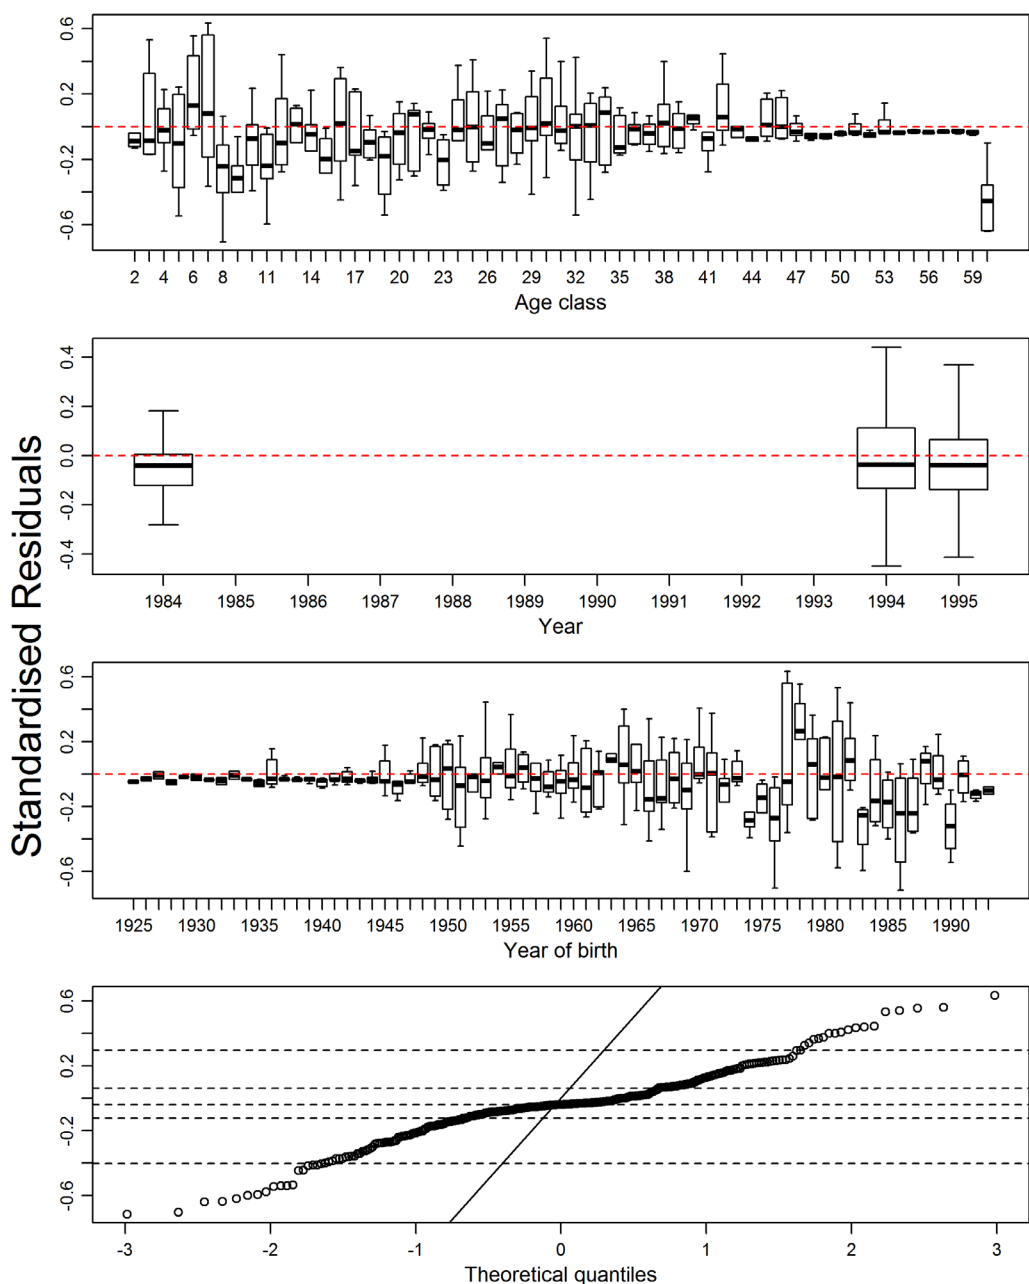 Standardised Residuals
0.6
0.2
-0.2
-0.6
2 4 6 8 11 14 17 20 23 26 29 32 35 38 41 44 47 50 53 56 59
Age class
0.4
0.2
0.0
-0.2
-0.4
1984 1985 1986 1987 1988 1989 1990 1991 1992 1993 1994 1995
Year
0.6
0.2
-0.2
-0.6
1925 1930 1935 1940 1945 1950 1955 1960 1965 1970 1975 1980 1985 1990
Year of birth
0.6
0.2
-0.2
-0.6
-3 -2 -1 0 1 2 3
Theoretical quantiles